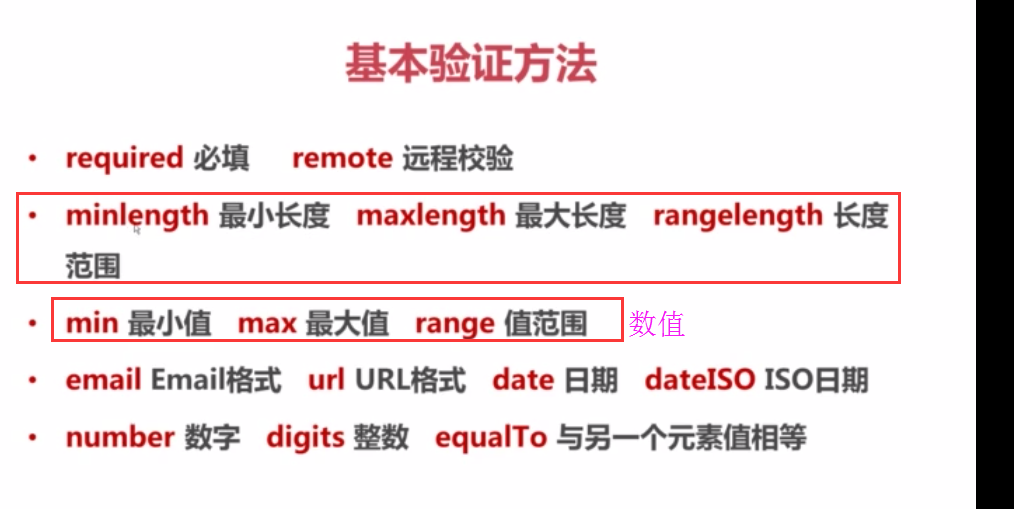 基本验证方法
• required 必填 remote 远程校验
• minlength 最小长度 maxlength 最大长度 rangelength 长度
范围
• min 最小值 max 最大值 range 值范围 数值
• email Email格式 url URL格式 date 日期 dateISO ISO日期
• number 数字 digits 整数 equalTo 与另一个元素值相等